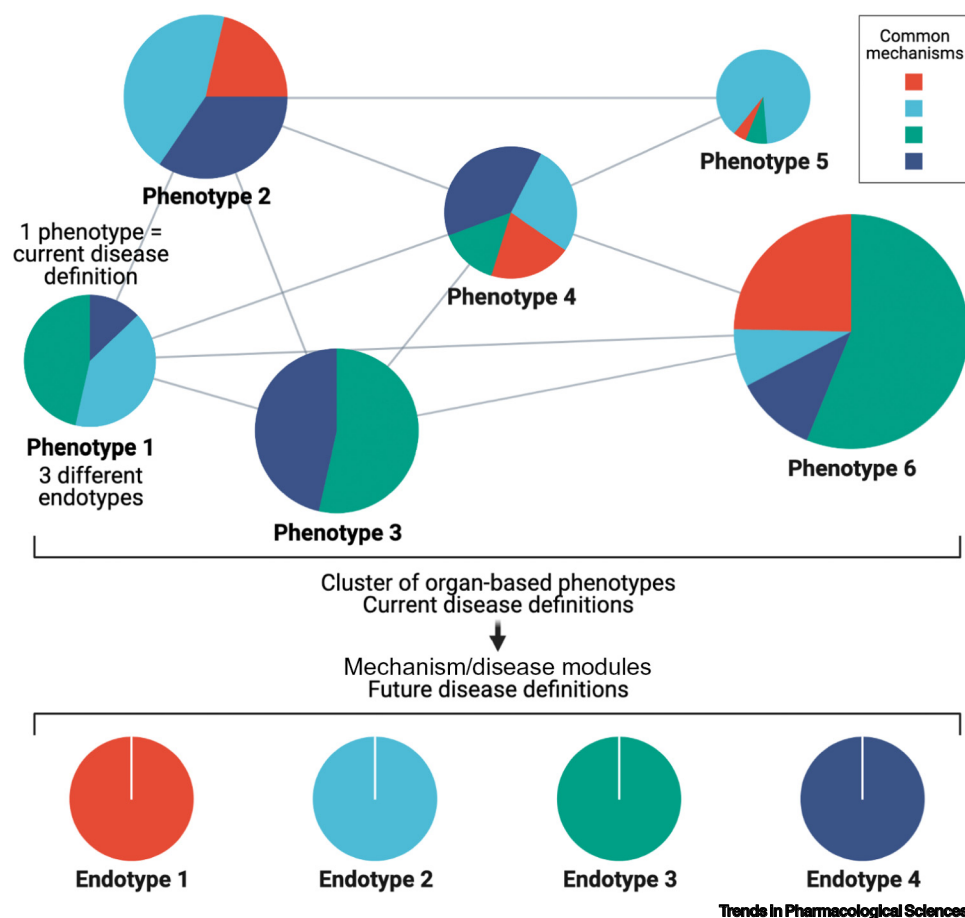 Common
mechanisms
Phenotype 2
Phenotype 5
1 phenotype =
current disease
definition
Phenotype 4
Phenotype 1
3 different
endotypes
Phenotype 6
Phenotype 3
Cluster of organ-based phenotypes
Current disease definitions
Mechanism/disease modules
Future disease definitions
Endotype 1
Endotype 2
Endotype 3
Endotype 4
Trends in Pharmacological Sciences